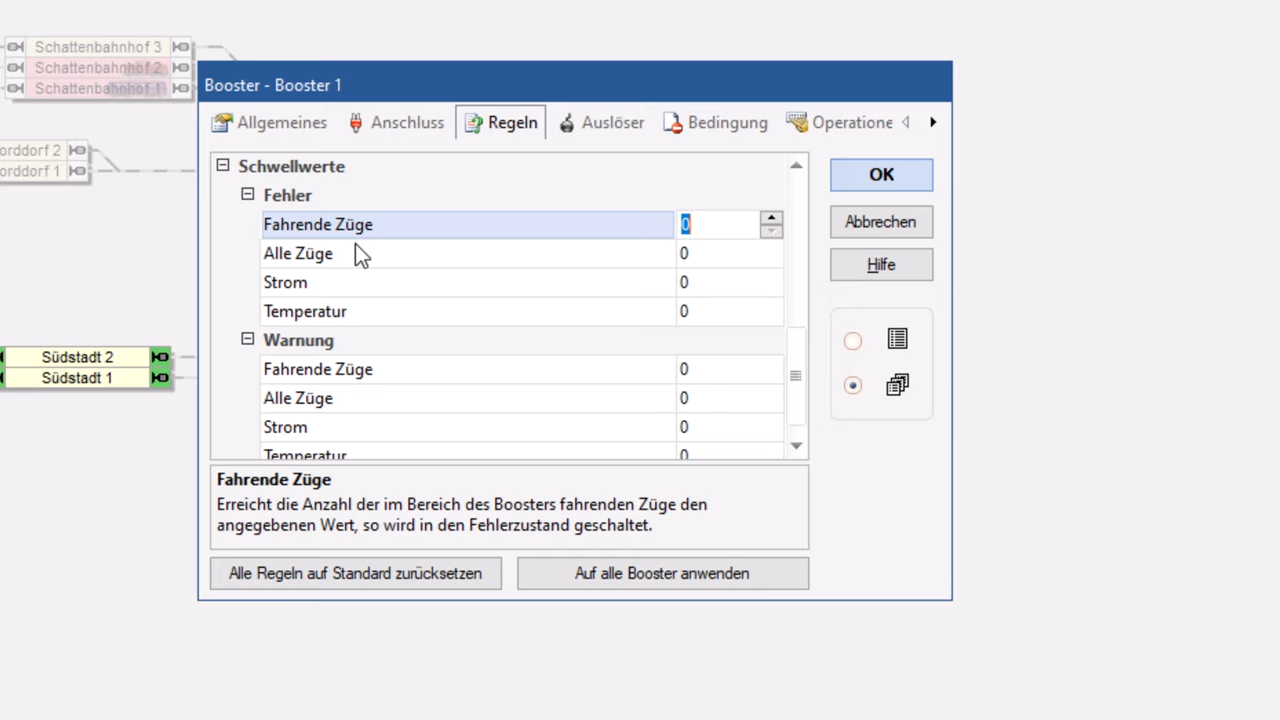 Schattenbahnhof 3
Schattenbahnhof 2
Schattenbahnhof 1
orddorf 2
orddorf 1
Südstadt 2
Südstadt 1
Booster - Booster 1
Allgemeines Anschluss Regeln Auslöser Bedingung Operatione
Schwellwerte
Fehler
Fahrende Züge 0
Alle Züge 0
Strom 0
Temperatur 0
Warnung
Fahrende Züge 0
Alle Züge 0
Strom 0
Temperatur 0
Fahrende Züge
Erreicht die Anzahl der im Bereich des Boosters fahrenden Züge den
angegebenen Wert, so wird in den Fehlerzustand geschaltet.
Alle Regeln auf Standard zurücksetzen Auf alle Booster anwenden
OK
Abbrechen
Hilfe